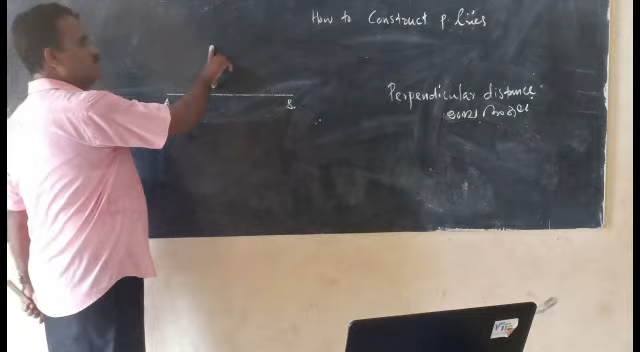 How to Construct p. lines
A
B.
Perpendicular distance